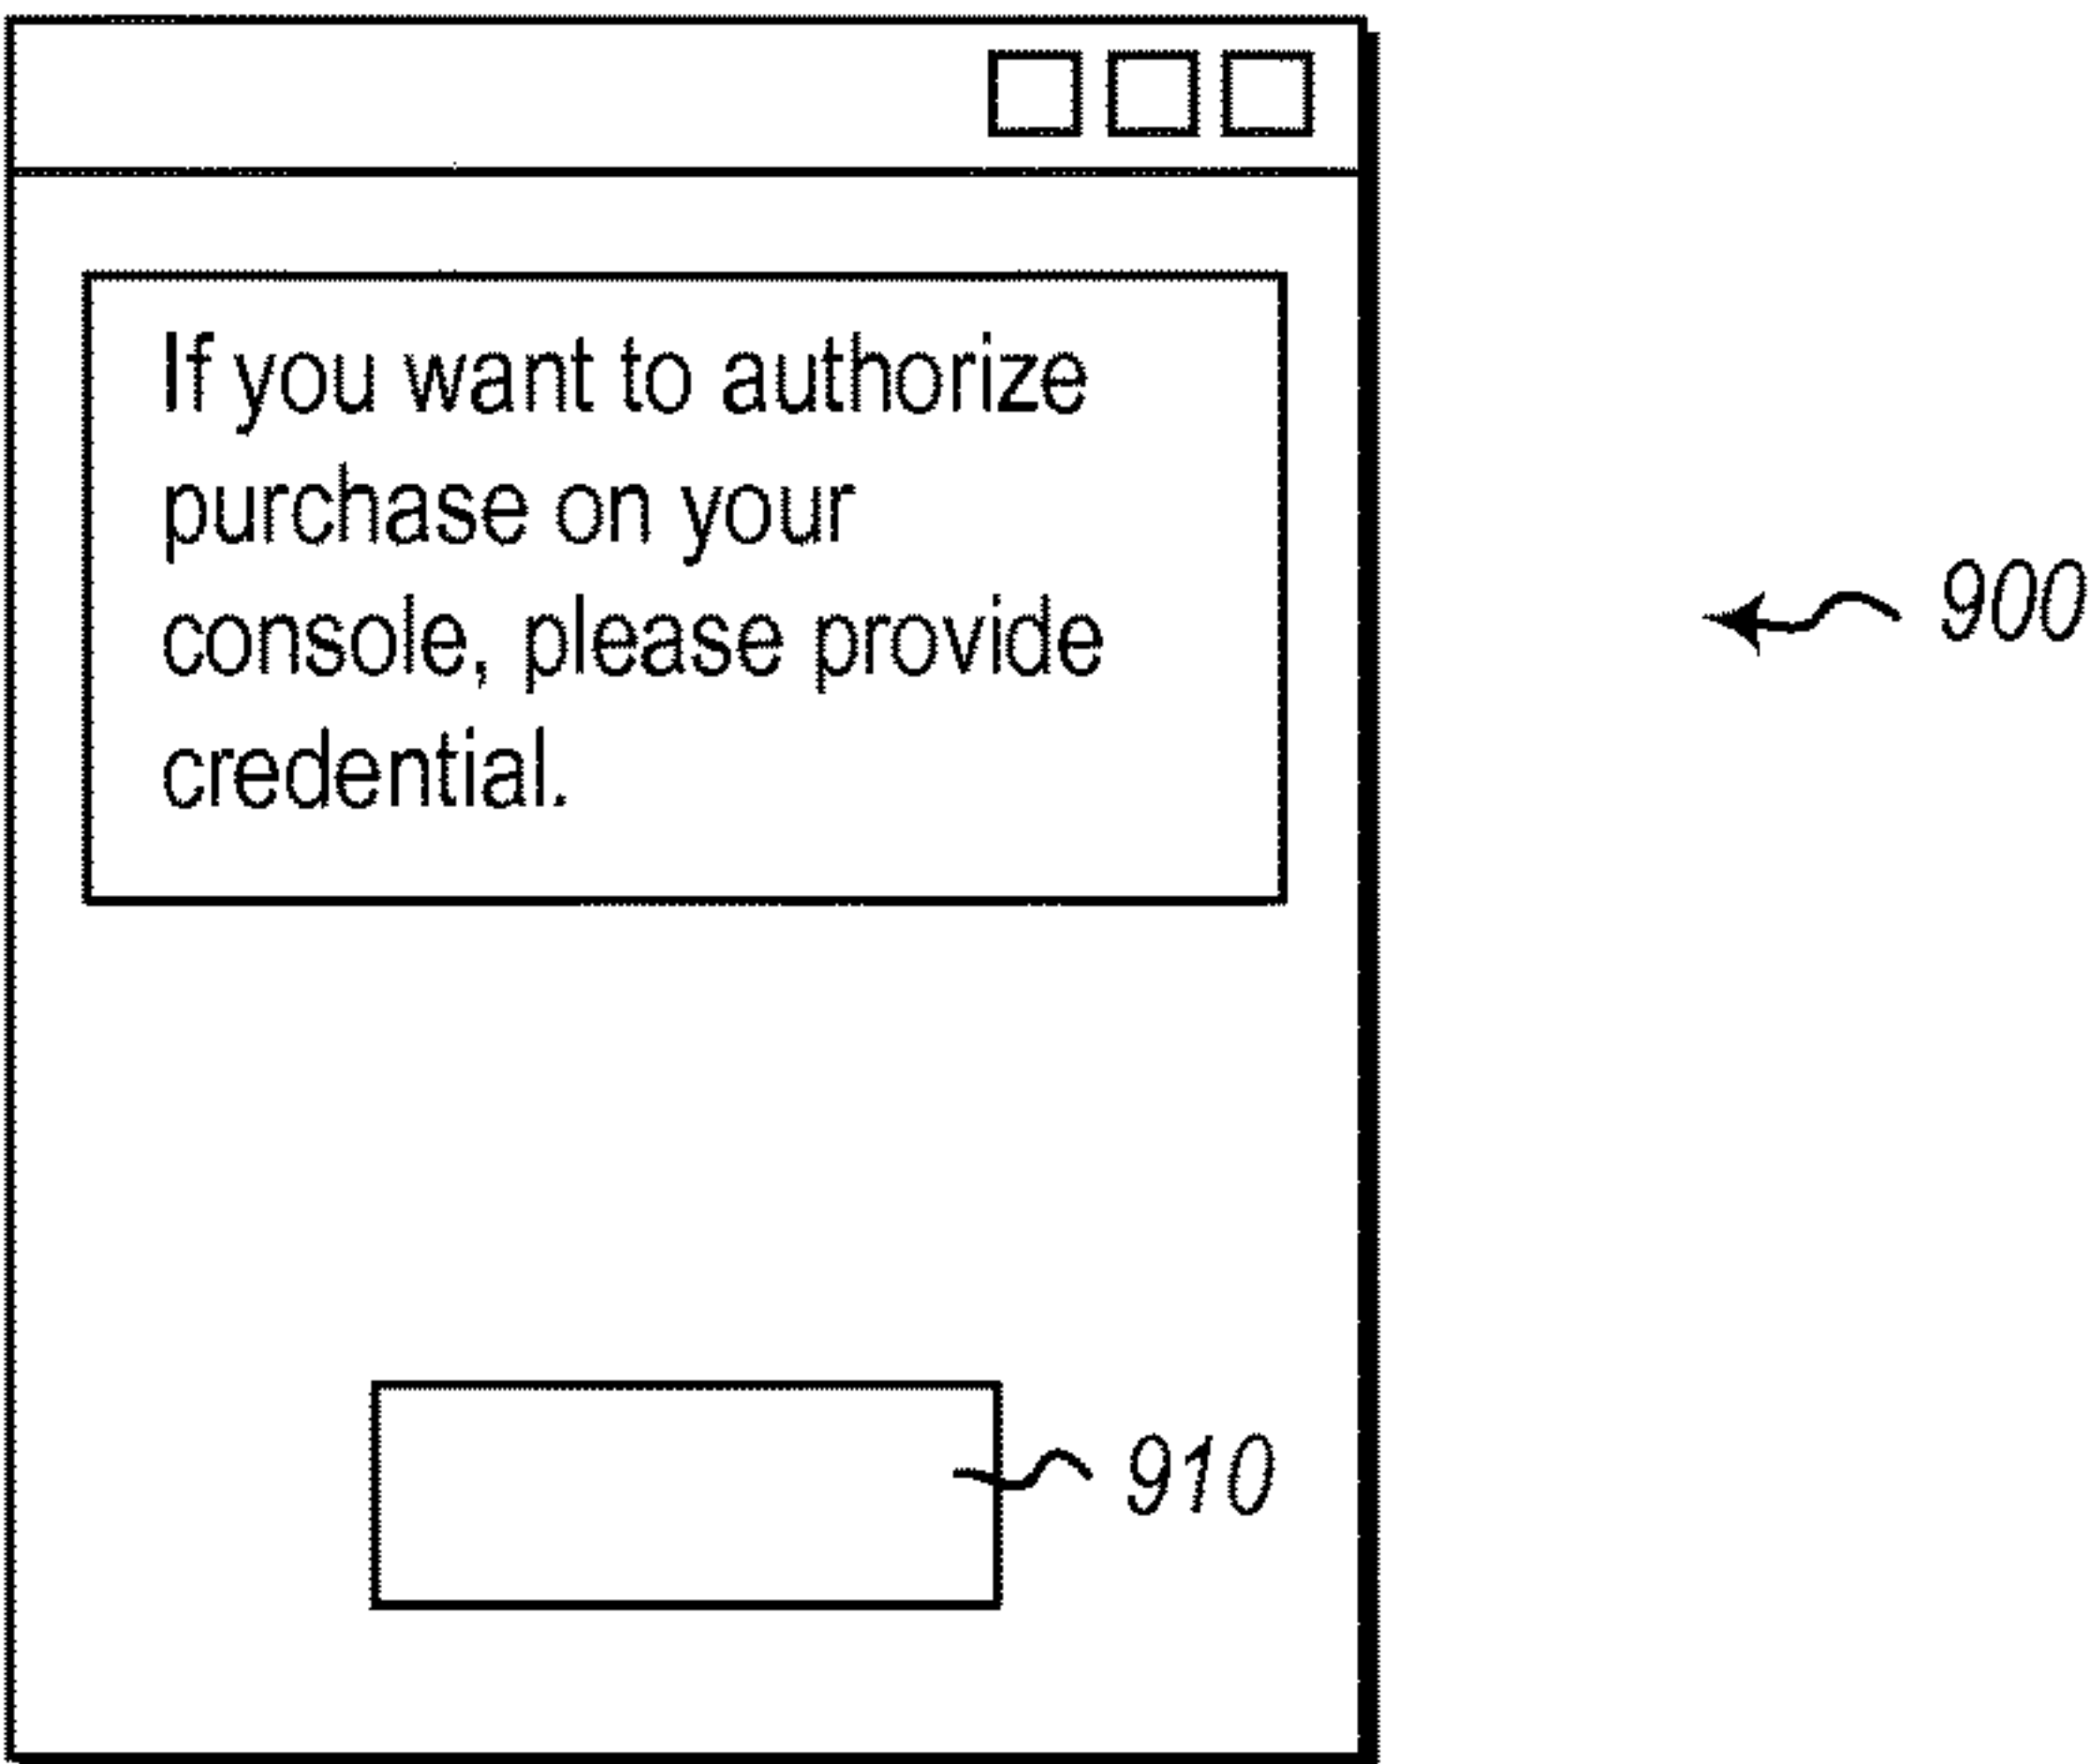 If you want to authorize
purchase on your
console, please provide
credential.
900
910